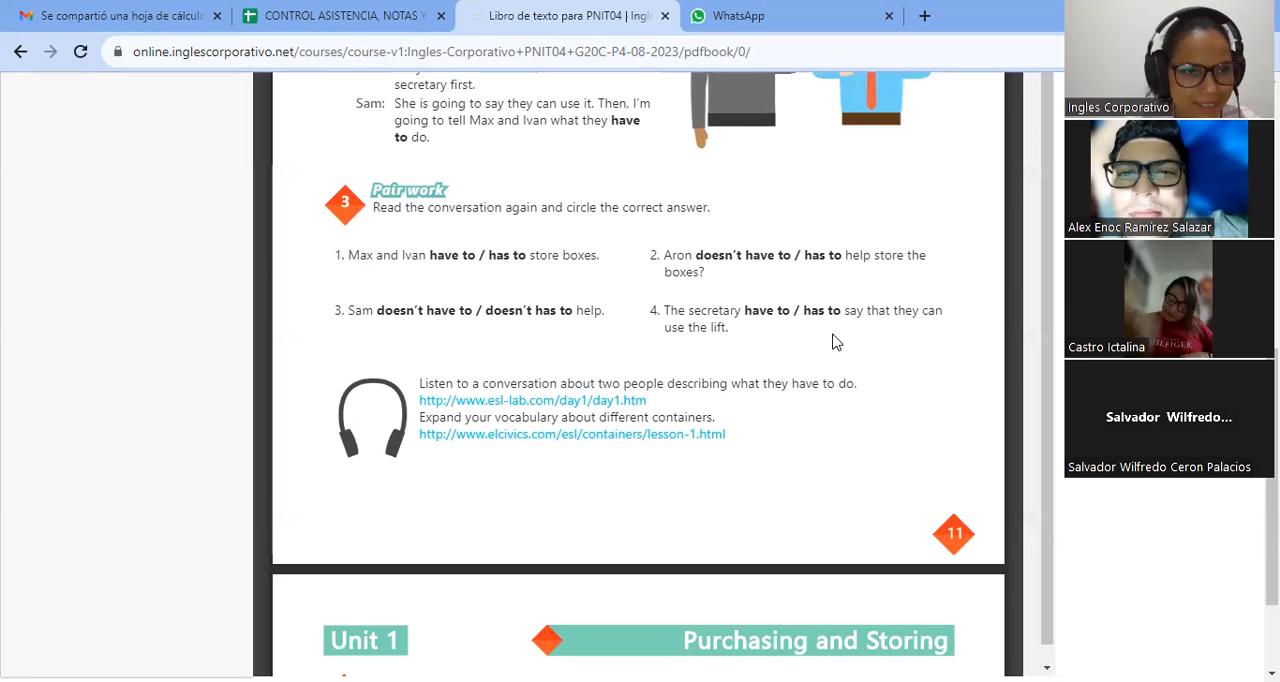 Se compartió una hoja de cálcul
CONTROL ASISTENCIA, NOTAS Y
Libro de texto para PNIT04 | Ingle
WhatsApp
online.inglescorporativo.net/courses/course-v1:Ingles-Corporativo+PNIT04+G20C-P4-08-2023/pdfbook/0/
secretary first.
Sam: She is going to say they can use it. Then, I'm
going to tell Max and Ivan what they have
to do.
3
Pair work
Read the conversation again and circle the correct answer.
1. Max and Ivan have to / has to store boxes.
2. Aron doesn't have to / has to help store the
boxes?
3. Sam doesn't have to / doesn't has to help.
4. The secretary have to / has to say that they can
use the lift.
Listen to a conversation about two people describing what they have to do.
http://www.esl-lab.com/day1/day1.htm
Expand your vocabulary about different containers.
http://www.elcivics.com/esl/containers/lesson-1.html
11
Unit 1
Purchasing and Storing
Ingles Corporativo
Alex Enoc Ramírez Salazar
Castro Ictalina
Salvador Wilfredo...
Salvador Wilfredo Ceron Palacios